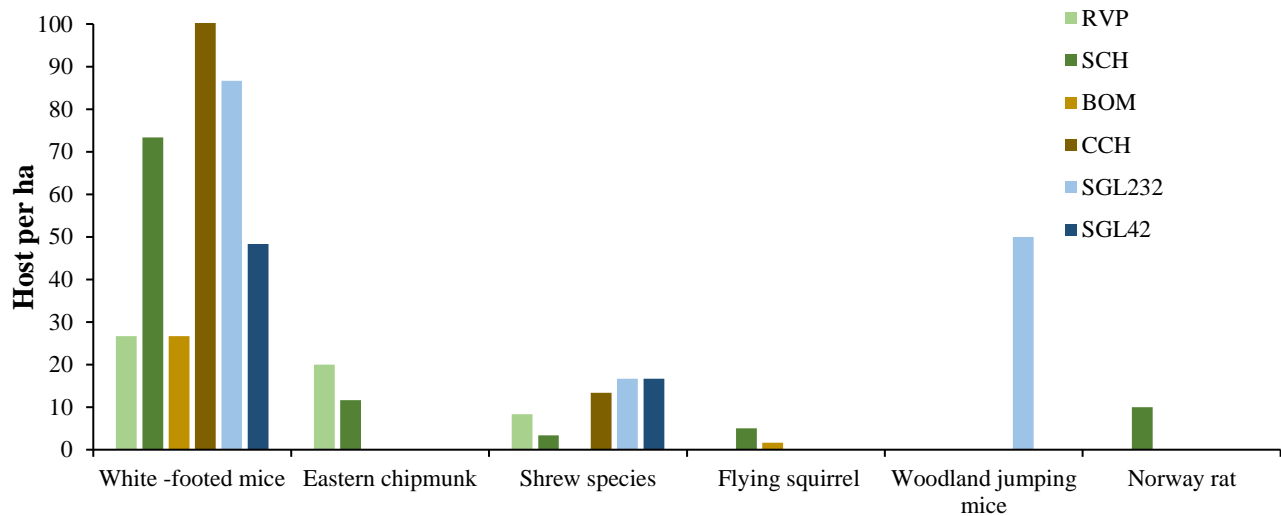 Host per ha
100
90
80
70
60
50
40
30
20
10
0
White -footed mice
Eastern chipmunk
Shrew species
Flying squirrel
Woodland jumping
mice
Norway rat
RVP
SCH
BOM
CCH
SGL232
SGL42